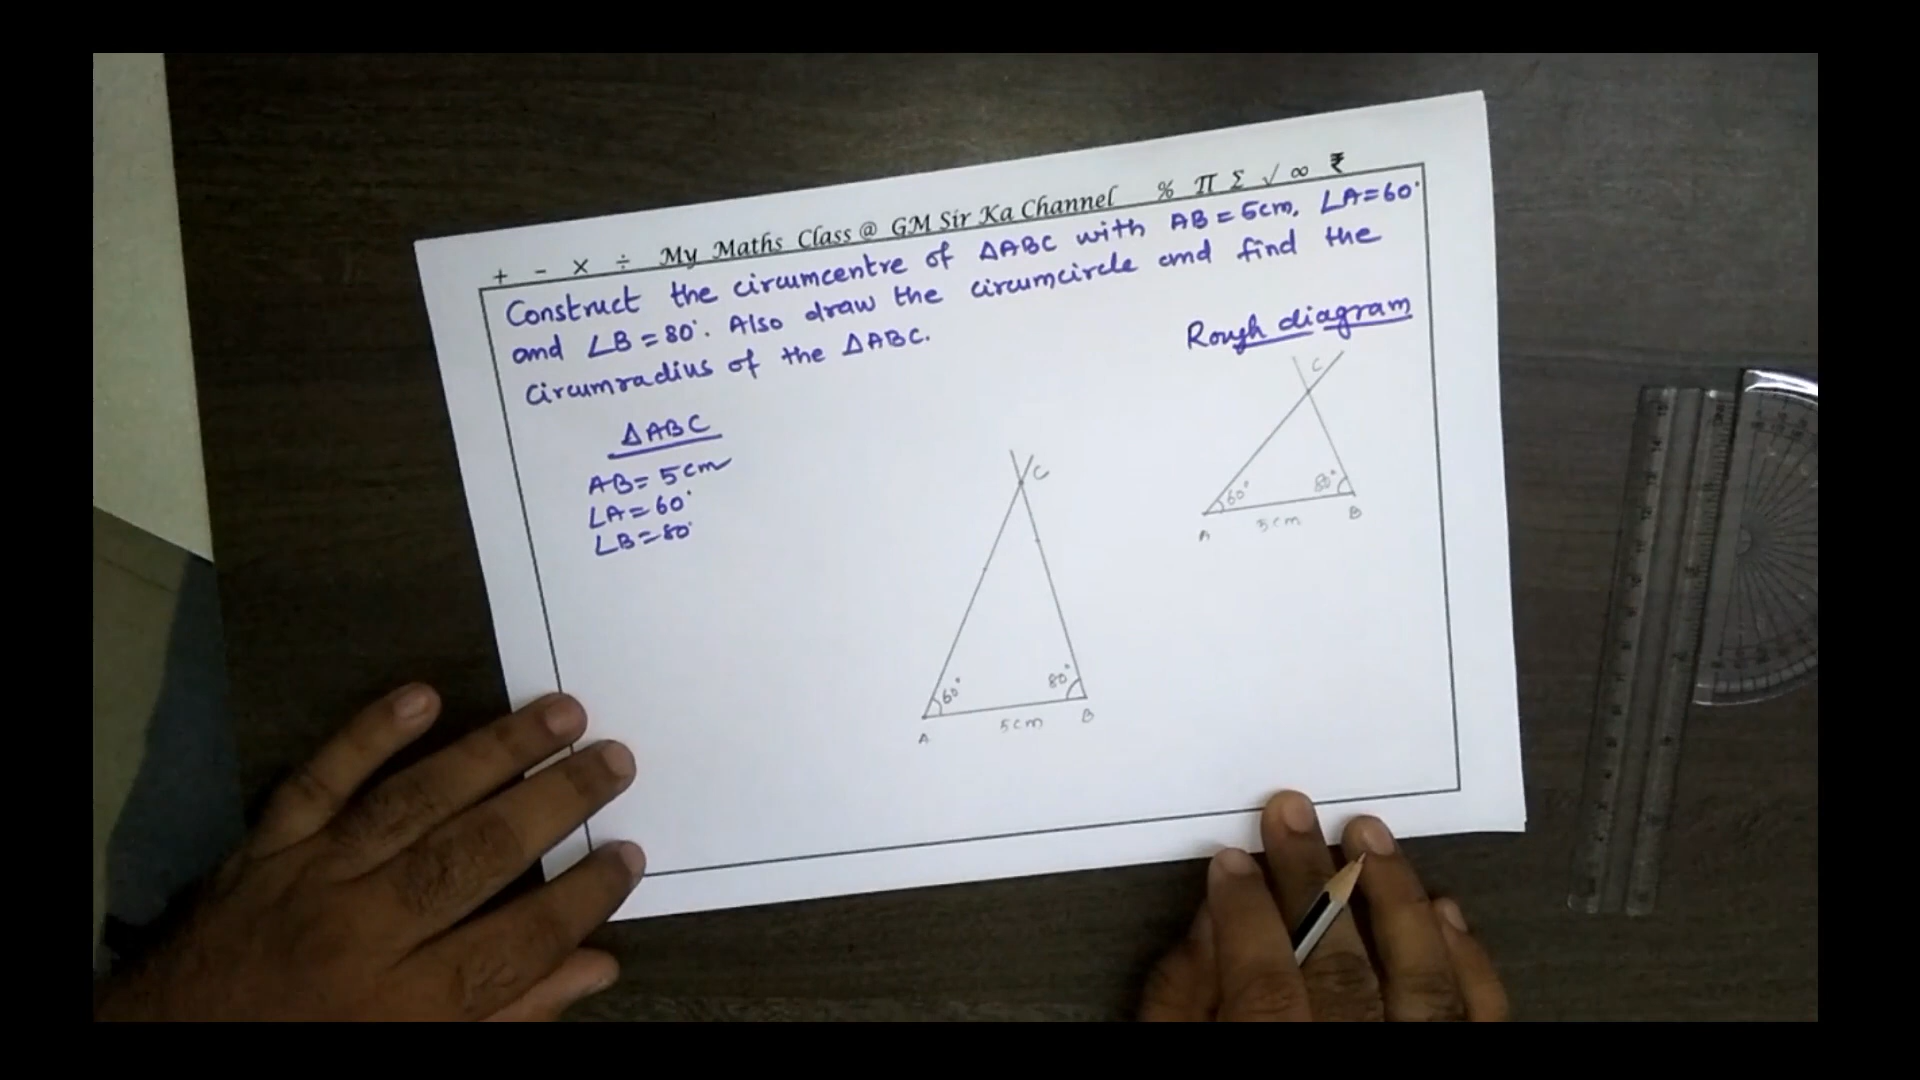 + - × ÷ My Maths Class @ GM Sir Ka Channel % Π Σ √ ∞ ₹
Construct the circumcentre of ΔABC with AB = 5cm, ∠A=60°
and ∠B = 80°. Also draw the circumcircle and find the
circumradius of the ΔABC.
Rough diagram
ΔABC
AB = 5cm
∠A = 60°
∠B = 80°
C
60°
80°
A
5cm
B
C
60°
80°
A
5cm
B